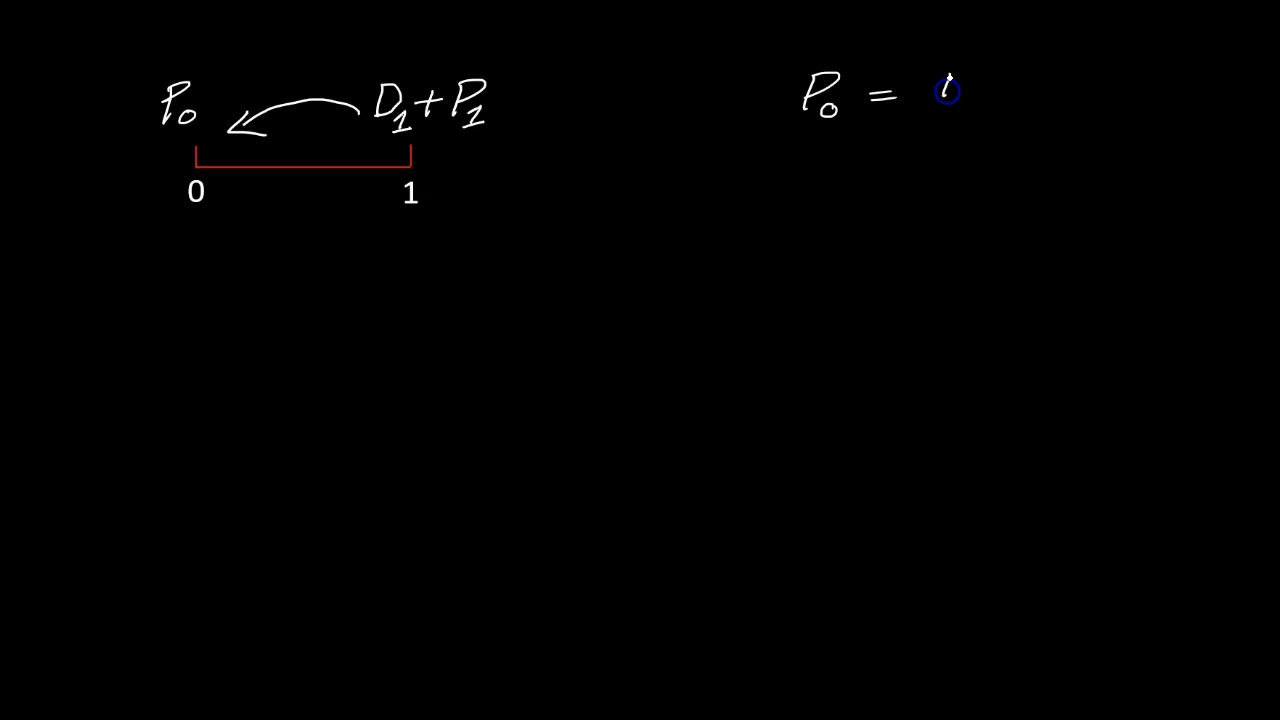 P₀ D₁+P₁
0 1
P₀ =